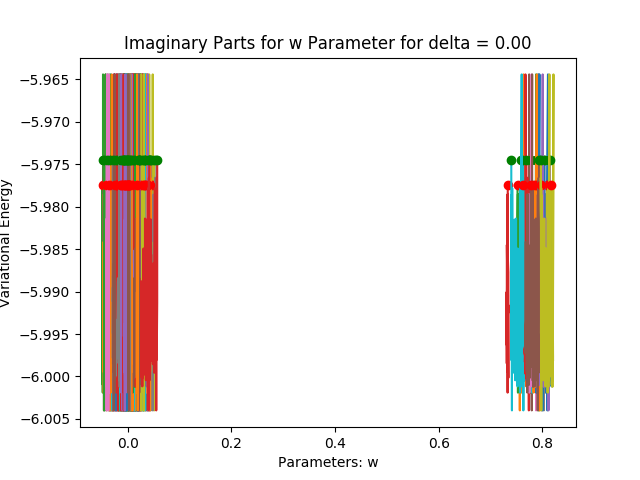 Imaginary Parts for w Parameter for delta = 0.00
−5.965
−5.970
−5.975
−5.980
−5.985
−5.990
−5.995
−6.000
−6.005
Variational Energy
0.0 0.2 0.4 0.6 0.8
Parameters: w